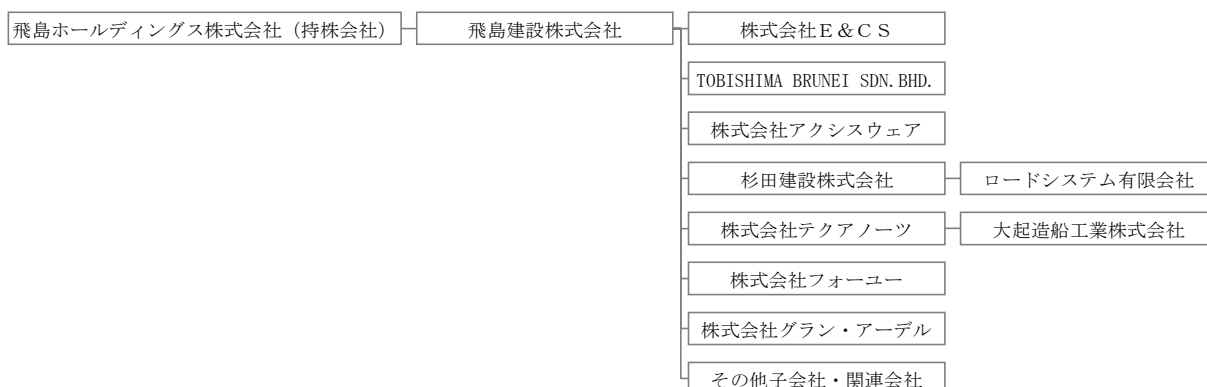 飛島ホールディングス株式会社（持株会社）
飛島建設株式会社
株式会社Ｅ＆ＣＳ
TOBISHIMA BRUNEI SDN.BHD.
株式会社アクシスウェア
杉田建設株式会社
ロードシステム有限会社
株式会社テクアノーツ
大起造船工業株式会社
株式会社フォーユー
株式会社グラン・アーデル
その他子会社・関連会社